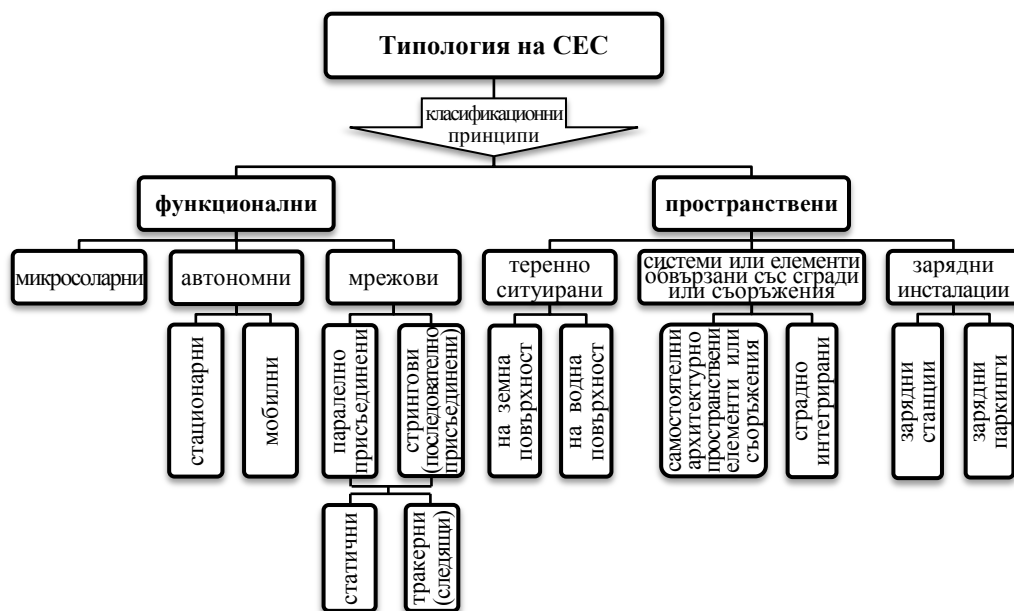 Типология на СЕС
класификационни
принципи
функционални
пространствени
микросоларни
автономни
мрежови
теренно
ситуирани
системи или елементи
обвързани със сгради
или съоръжения
зарядни
инсталации
стационарни
мобилни
паралелно
присъединени
стрингови
(последователно
присъединени)
на земна
повърхност
на водна
повърхност
самостоятелни
архитектурно
пространствени
елементи или
съоръжения
сградно
интегрирани
зарядни
станции
зарядни
паркинги
статични
тракерни
(следящи)